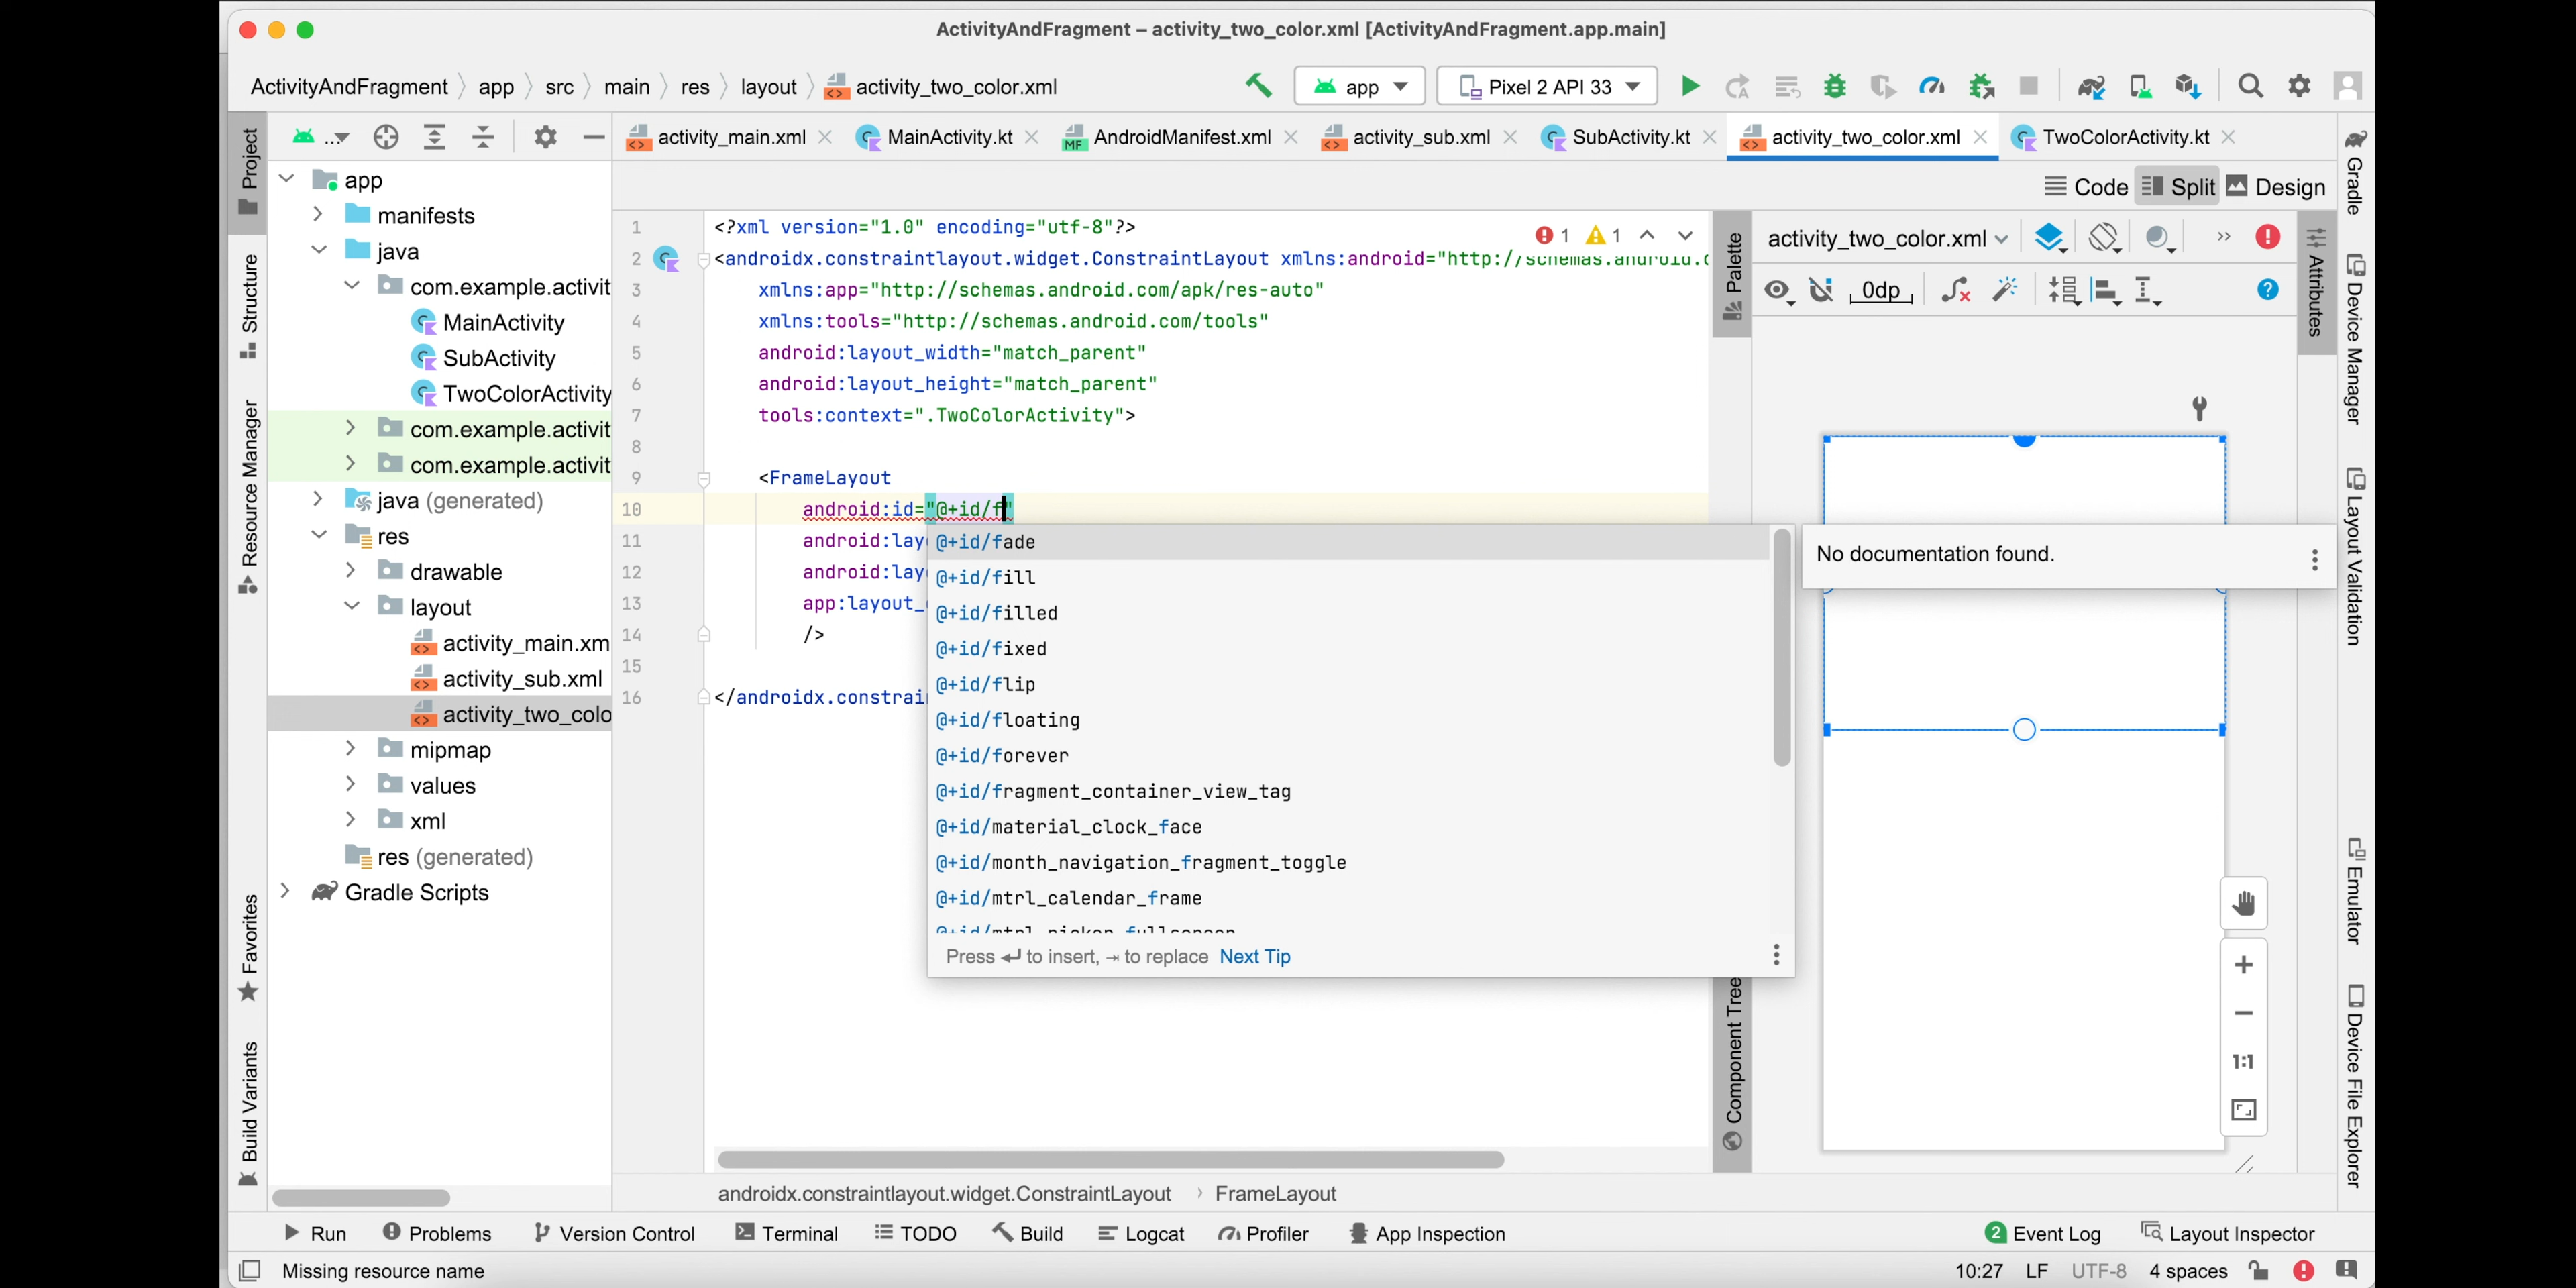 ActivityAndFragment – activity_two_color.xml [ActivityAndFragment.app.main]
ActivityAndFragment app src main res layout activity_two_color.xml
app
Pixel 2 API 33
Project
...
activity_main.xml
MainActivity.kt
AndroidManifest.xml
activity_sub.xml
SubActivity.kt
activity_two_color.xml
TwoColorActivity.kt
Code
Split
Design
app
manifests
java
com.example.activit
MainActivity
SubActivity
TwoColorActivity
com.example.activit
com.example.activit
java (generated)
res
drawable
layout
activity_main.xm
activity_sub.xml
activity_two_colo
mipmap
values
xml
res (generated)
Gradle Scripts
Structure
Resource Manager
Favorites
Build Variants
1 <?xml version="1.0" encoding="utf-8"?>
2 <androidx.constraintlayout.widget.ConstraintLayout xmlns:android="http://schemas.android.c
3 xmlns:app="http://schemas.android.com/apk/res-auto"
4 xmlns:tools="http://schemas.android.com/tools"
5 android:layout_width="match_parent"
6 android:layout_height="match_parent"
7 tools:context=".TwoColorActivity">
8
9 <FrameLayout
10 android:id="@+id/f"
11 android:lay
12 android:lay
13 app:layout_
14 />
15
16 </androidx.constrain
1 1
@+id/fade
@+id/fill
@+id/filled
@+id/fixed
@+id/flip
@+id/floating
@+id/forever
@+id/fragment_container_view_tag
@+id/material_clock_face
@+id/month_navigation_fragment_toggle
@+id/mtrl_calendar_frame
@+id/mtrl_picker_fullscreen
Press ↵ to insert, ⇥ to replace Next Tip
No documentation found.
Palette
Component Tree
activity_two_color.xml
0dp
Attributes
1:1
Gradle
Device Manager
Layout Validation
Emulator
Device File Explorer
androidx.constraintlayout.widget.ConstraintLayout › FrameLayout
Run
Problems
Version Control
Terminal
TODO
Build
Logcat
Profiler
App Inspection
2 Event Log
Layout Inspector
Missing resource name
10:27 LF UTF-8 4 spaces